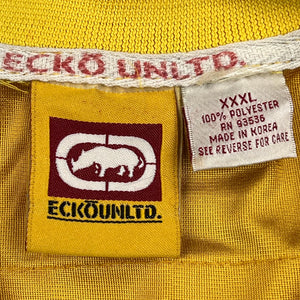 ECKŌ UNLTD.
XXXL
100% POLYESTER
RN 93536
MADE IN KOREA
SEE REVERSE FOR CARE
ECKŌUNLTD.